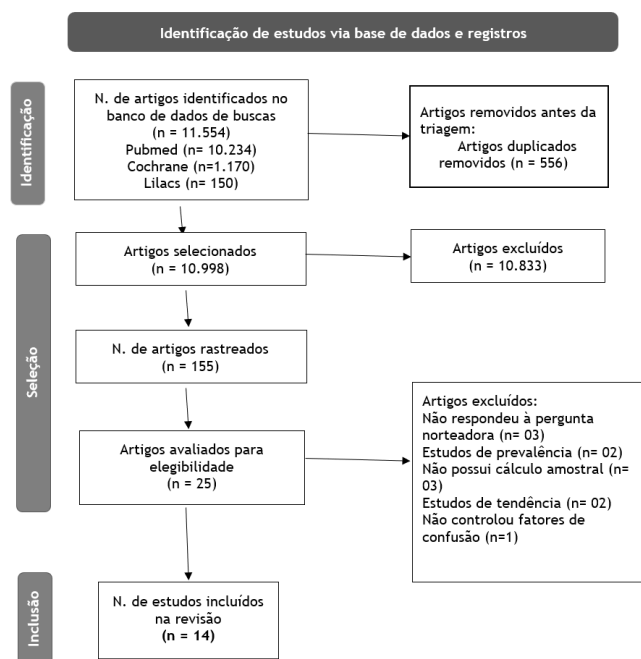 Identificação de estudos via base de dados e registros
Identificação
N. de artigos identificados no
banco de dados de buscas
(n = 11.554)
Pubmed (n= 10.234)
Cochrane (n=1.170)
Lilacs (n= 150)
Artigos removidos antes da
triagem:
Artigos duplicados
removidos (n = 556)
Seleção
Artigos selecionados
(n = 10.998)
Artigos excluídos
(n = 10.833)
N. de artigos rastreados
(n = 155)
Artigos avaliados para
elegibilidade
(n = 25)
Artigos excluídos:
Não respondeu à pergunta
norteadora (n= 03)
Estudos de prevalência (n= 02)
Não possui cálculo amostral (n=
03)
Estudos de tendência (n= 02)
Não controlou fatores de
confusão (n=1)
Inclusão
N. de estudos incluídos
na revisão
(n = 14)